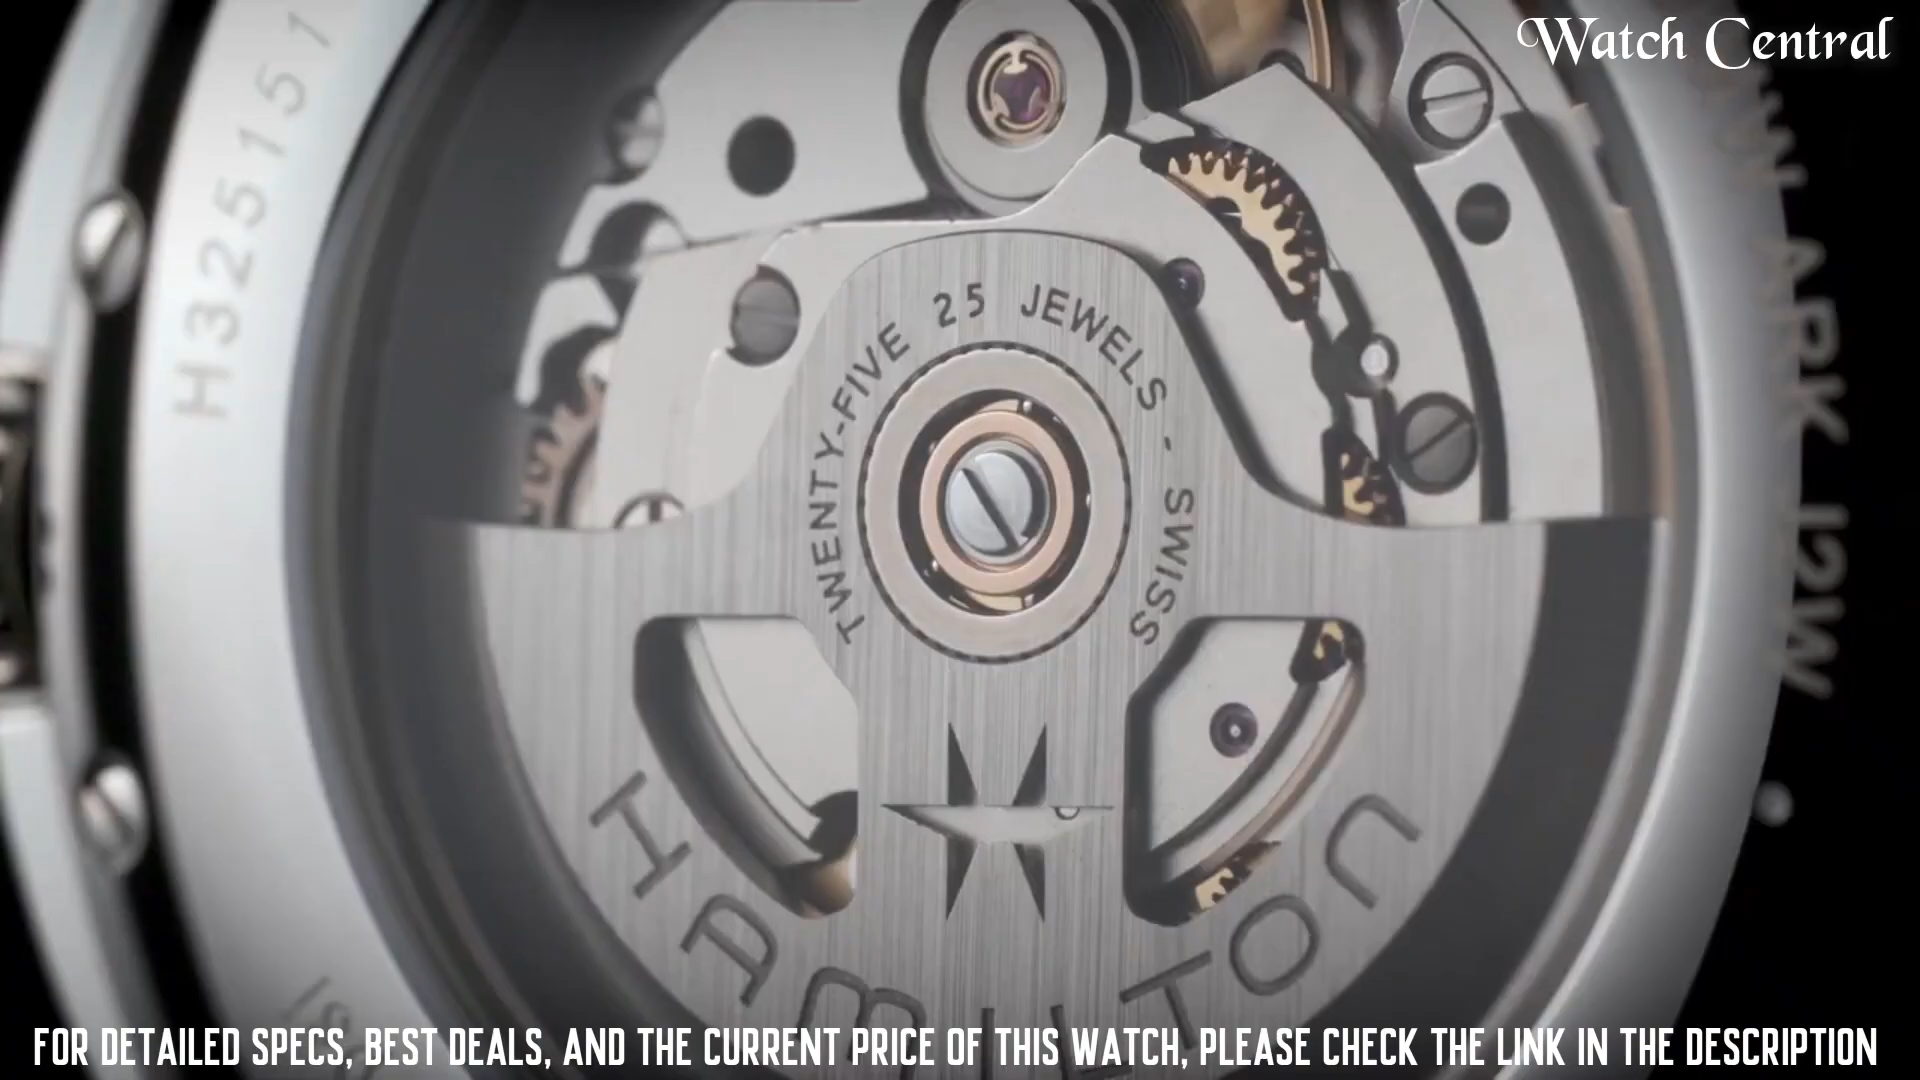 Watch Central
H325151
TWENTY-FIVE 25 JEWELS - SWISS
HAMILTON
FOR DETAILED SPECS, BEST DEALS, AND THE CURRENT PRICE OF THIS WATCH, PLEASE CHECK THE LINK IN THE DESCRIPTION